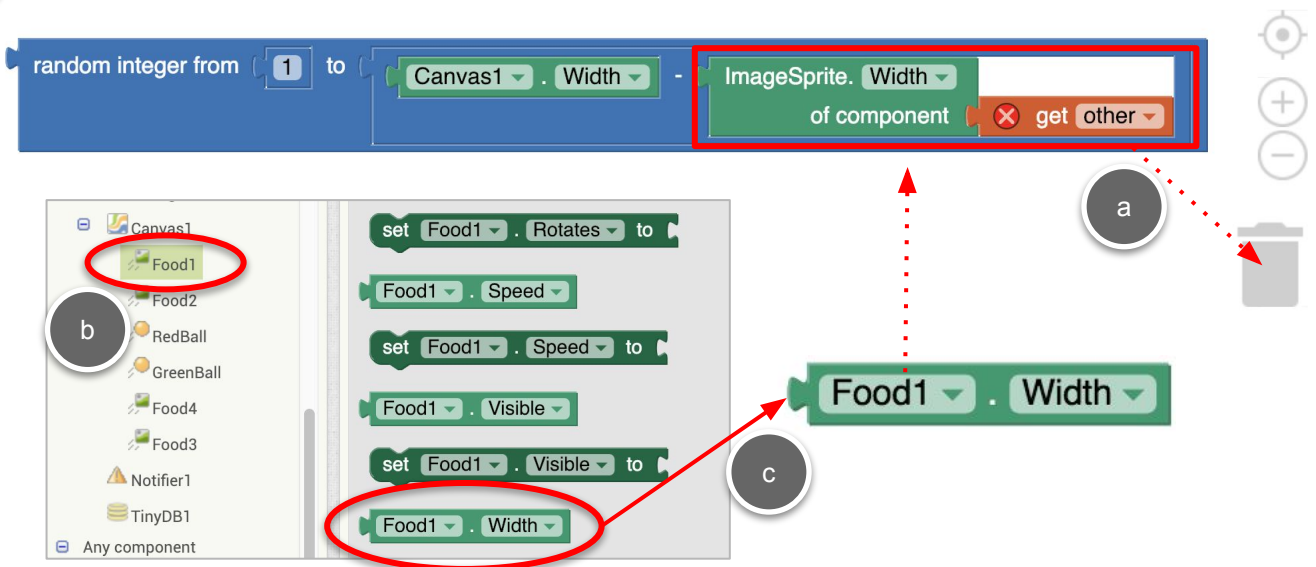 random integer from 1 to Canvas1 . Width - ImageSprite. Width
of component get other
a
Canvas1
Food1
Food2
RedBall
GreenBall
Food4
Food3
Notifier1
TinyDB1
Any component
b
set Food1 . Rotates to
Food1 . Speed
set Food1 . Speed to
Food1 . Visible
set Food1 . Visible to
Food1 . Width
c
Food1 . Width